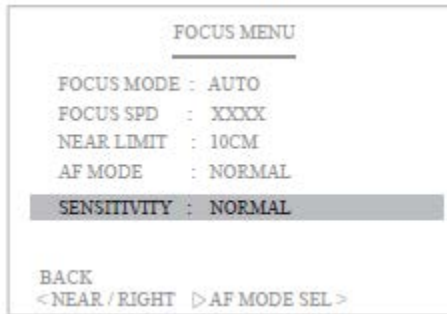 FOCUS MENU
FOCUS MODE : AUTO
FOCUS SPD : XXXX
NEAR LIMIT : 10CM
AF MODE : NORMAL
SENSITIVITY : NORMAL
BACK
<NEAR / RIGHT ▷AF MODE SEL >